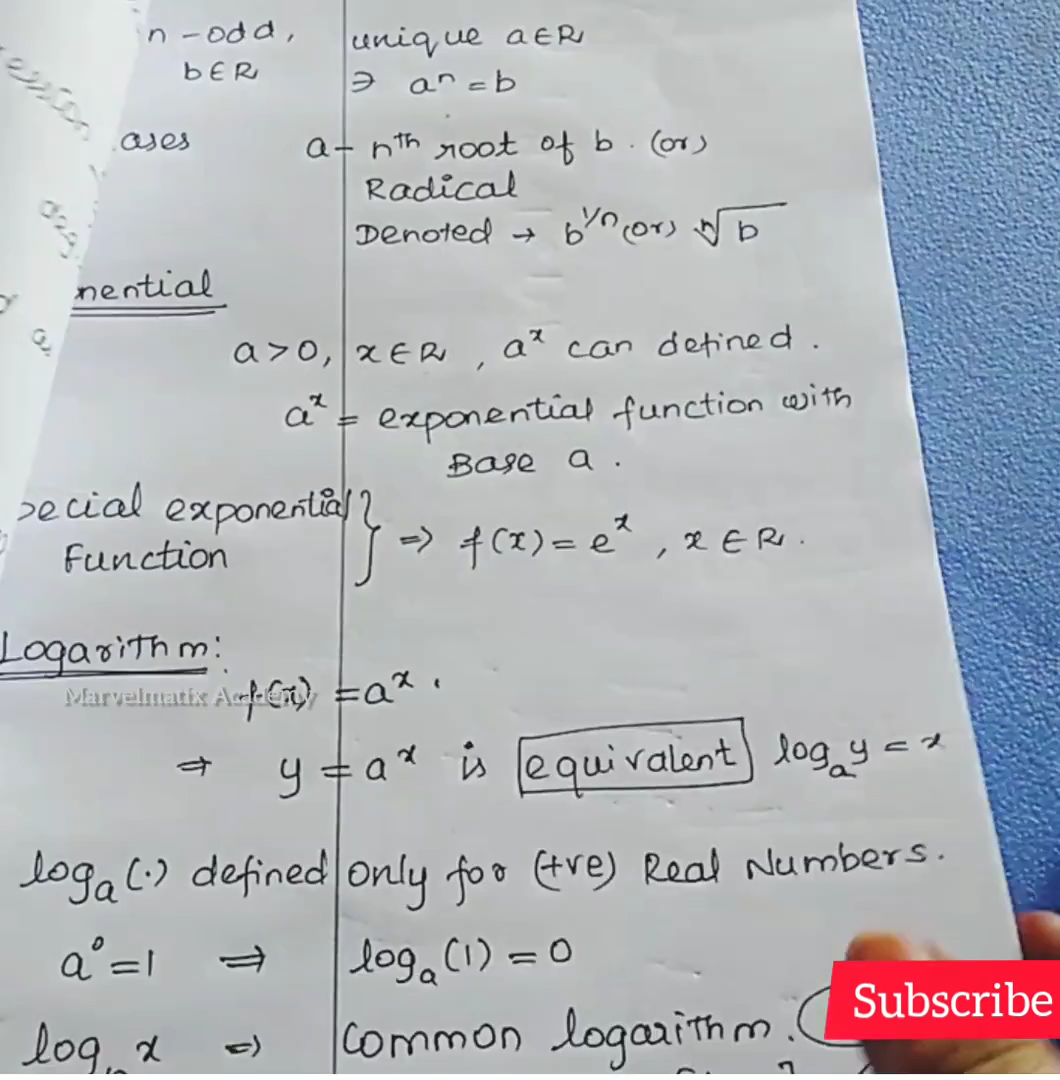 n - odd, unique a∈R
b∈R ∋ aⁿ = b
ases a - nᵗʰ root of b. (or)
Radical
Denoted → b^1/n (or) ⁿ√b
nential
a>0, x∈R, aˣ can defined.
aˣ = exponential function with
Base a.
pecial exponential
Function } ⇒ f(x) = eˣ, x∈R.
Logarithm:
Marvelmatix Academy
f(x) = aˣ.
⇒ y = aˣ is equivalent logₐy = x
logₐ(·) defined only for (+ve) Real Numbers.
a⁰=1 ⇒ logₐ(1) = 0
Subscribe
log₁₀ x ⇒ Common logarithm.